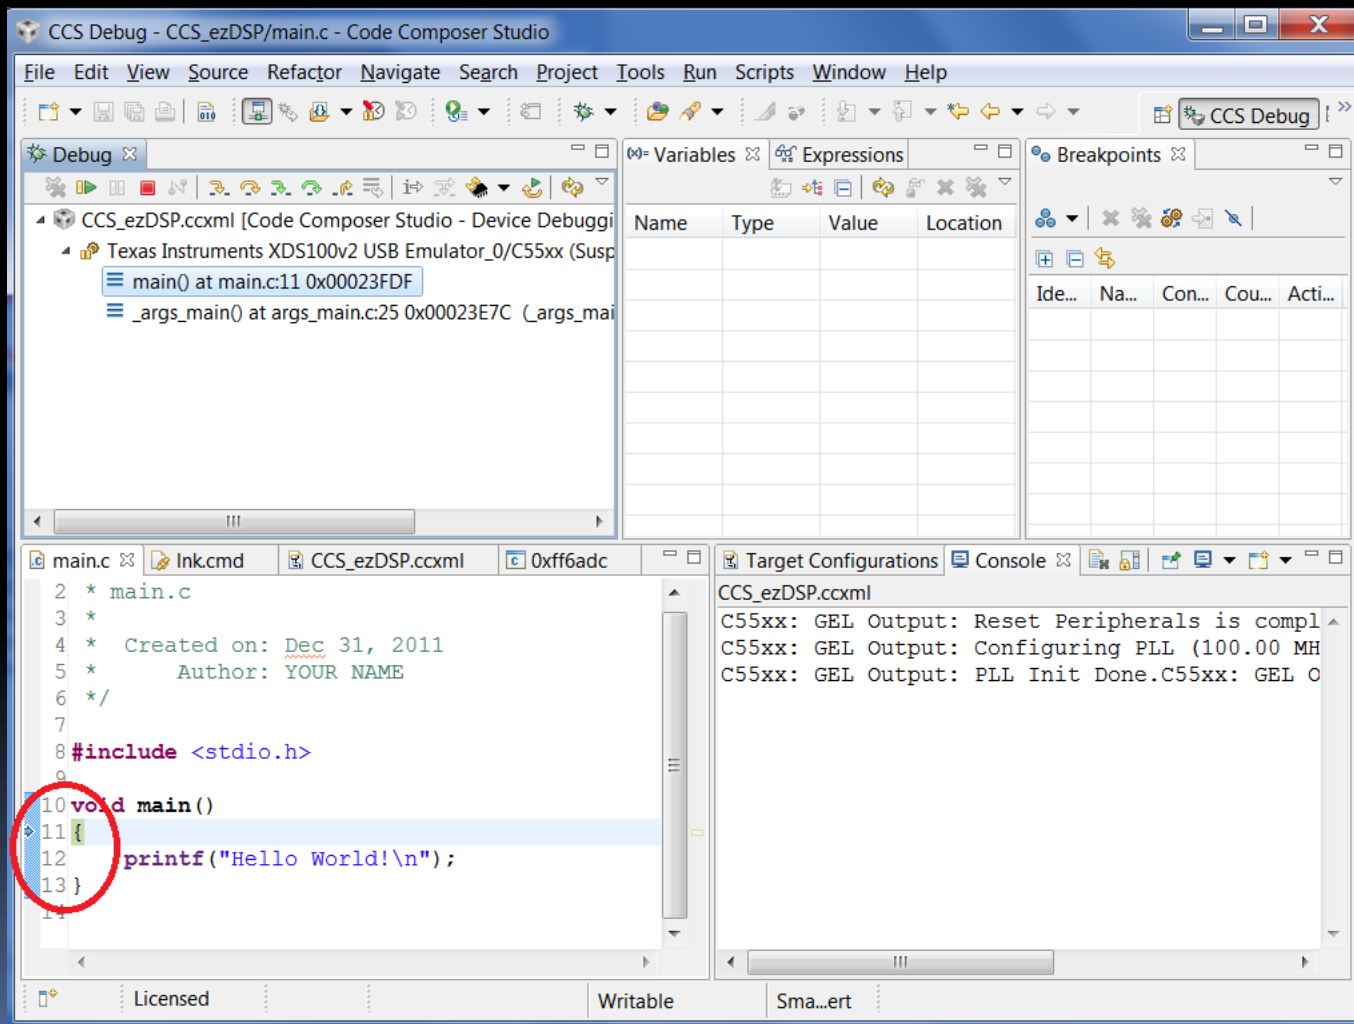 CCS Debug - CCS_ezDSP/main.c - Code Composer Studio
File Edit View Source Refactor Navigate Search Project Tools Run Scripts Window Help
CCS Debug
Debug
CCS_ezDSP.ccxml [Code Composer Studio - Device Debuggi
Texas Instruments XDS100v2 USB Emulator_0/C55xx (Susp
main() at main.c:11 0x00023FDF
_args_main() at args_main.c:25 0x00023E7C (_args_mai
(x)= Variables Expressions
Name Type Value Location
Breakpoints
Ide... Na... Con... Cou... Acti...
main.c lnk.cmd CCS_ezDSP.ccxml 0xff6adc
2 * main.c
3 *
4 * Created on: Dec 31, 2011
5 * Author: YOUR NAME
6 */
7
8 #include <stdio.h>
9
10 void main()
11 {
12 printf("Hello World!\n");
13 }
14
Target Configurations Console
CCS_ezDSP.ccxml
C55xx: GEL Output: Reset Peripherals is compl
C55xx: GEL Output: Configuring PLL (100.00 MH
C55xx: GEL Output: PLL Init Done.C55xx: GEL O
Licensed Writable Sma...ert